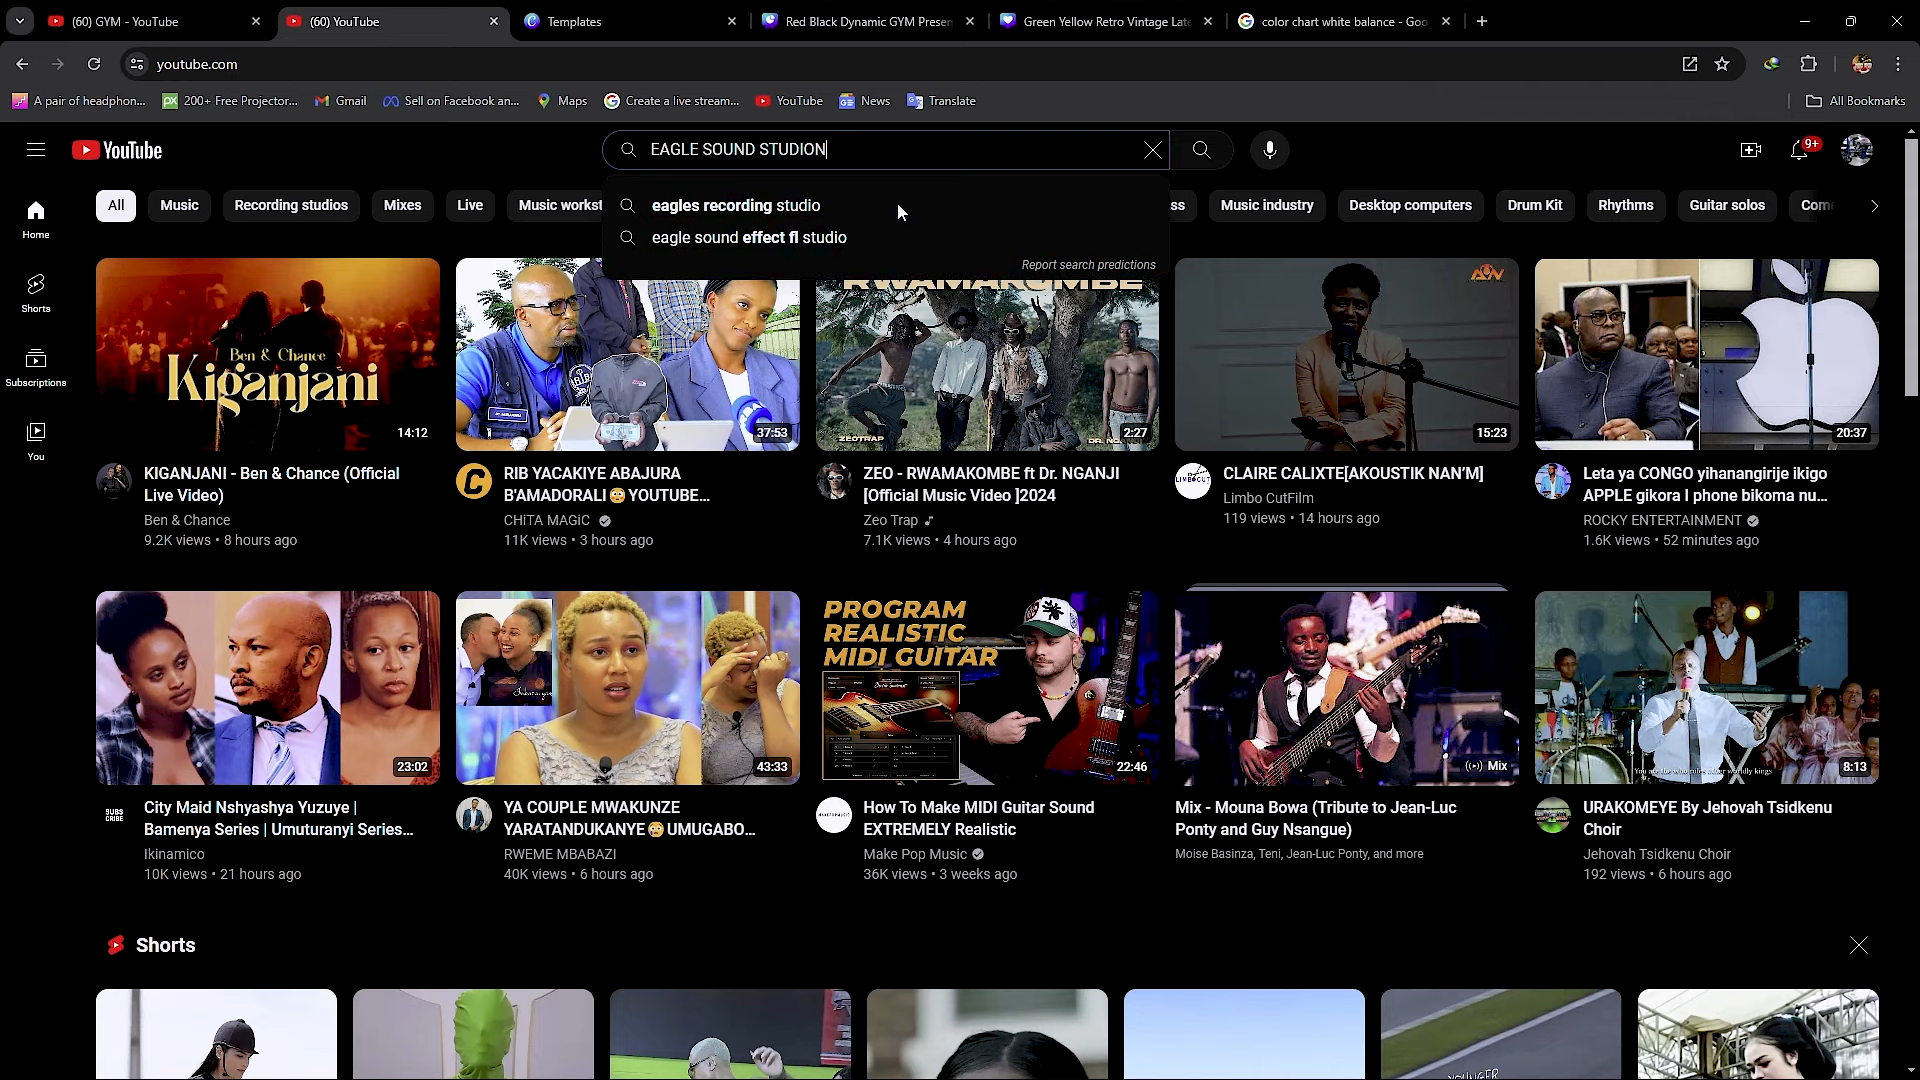 (60) GYM - YouTube
(60) YouTube
Templates
Red Black Dynamic GYM Presen
Green Yellow Retro Vintage Late
color chart white balance - Goo
youtube.com
A pair of headphon...
200+ Free Projector...
Gmail
Sell on Facebook an...
Maps
Create a live stream...
YouTube
News
Translate
All Bookmarks
YouTube
EAGLE SOUND STUDION
9+
All
Music
Recording studios
Mixes
Live
Music workst
ss
Music industry
Desktop computers
Drum Kit
Rhythms
Guitar solos
Com
eagles recording studio
eagle sound effect fl studio
Report search predictions
Home
Shorts
Subscriptions
You
Ben & Chance
Kiganjani
14:12
37:53
RWAMAKOMBE
ZEOTRAP
2:27
15:23
20:37
KIGANJANI - Ben & Chance (Official
Live Video)
Ben & Chance
9.2K views • 8 hours ago
RIB YACAKIYE ABAJURA
B'AMADORALI😳YOUTUBE...
CHiTA MAGiC
11K views • 3 hours ago
ZEO - RWAMAKOMBE ft Dr. NGANJI
[Official Music Video ]2024
Zeo Trap
7.1K views • 4 hours ago
LIMBOCUT
CLAIRE CALIXTE[AKOUSTIK NAN'M]
Limbo CutFilm
119 views • 14 hours ago
Leta ya CONGO yihanangirije ikigo
APPLE gikora I phone bikoma nu...
ROCKY ENTERTAINMENT
1.6K views • 52 minutes ago
23:02
43:33
PROGRAM
REALISTIC
MIDI GUITAR
22:46
Mix
8:13
SUBS
CRIBE
City Maid Nshyashya Yuzuye |
Bamenya Series | Umuturanyi Series...
Ikinamico
10K views • 21 hours ago
YA COUPLE MWAKUNZE
YARATANDUKANYE😳UMUGABO...
RWEME MBABAZI
40K views • 6 hours ago
How To Make MIDI Guitar Sound
EXTREMELY Realistic
Make Pop Music
36K views • 3 weeks ago
Mix - Mouna Bowa (Tribute to Jean-Luc
Ponty and Guy Nsangue)
Moise Basinza, Teni, Jean-Luc Ponty, and more
URAKOMEYE By Jehovah Tsidkenu
Choir
Jehovah Tsidkenu Choir
192 views • 6 hours ago
Shorts
YOUNGER